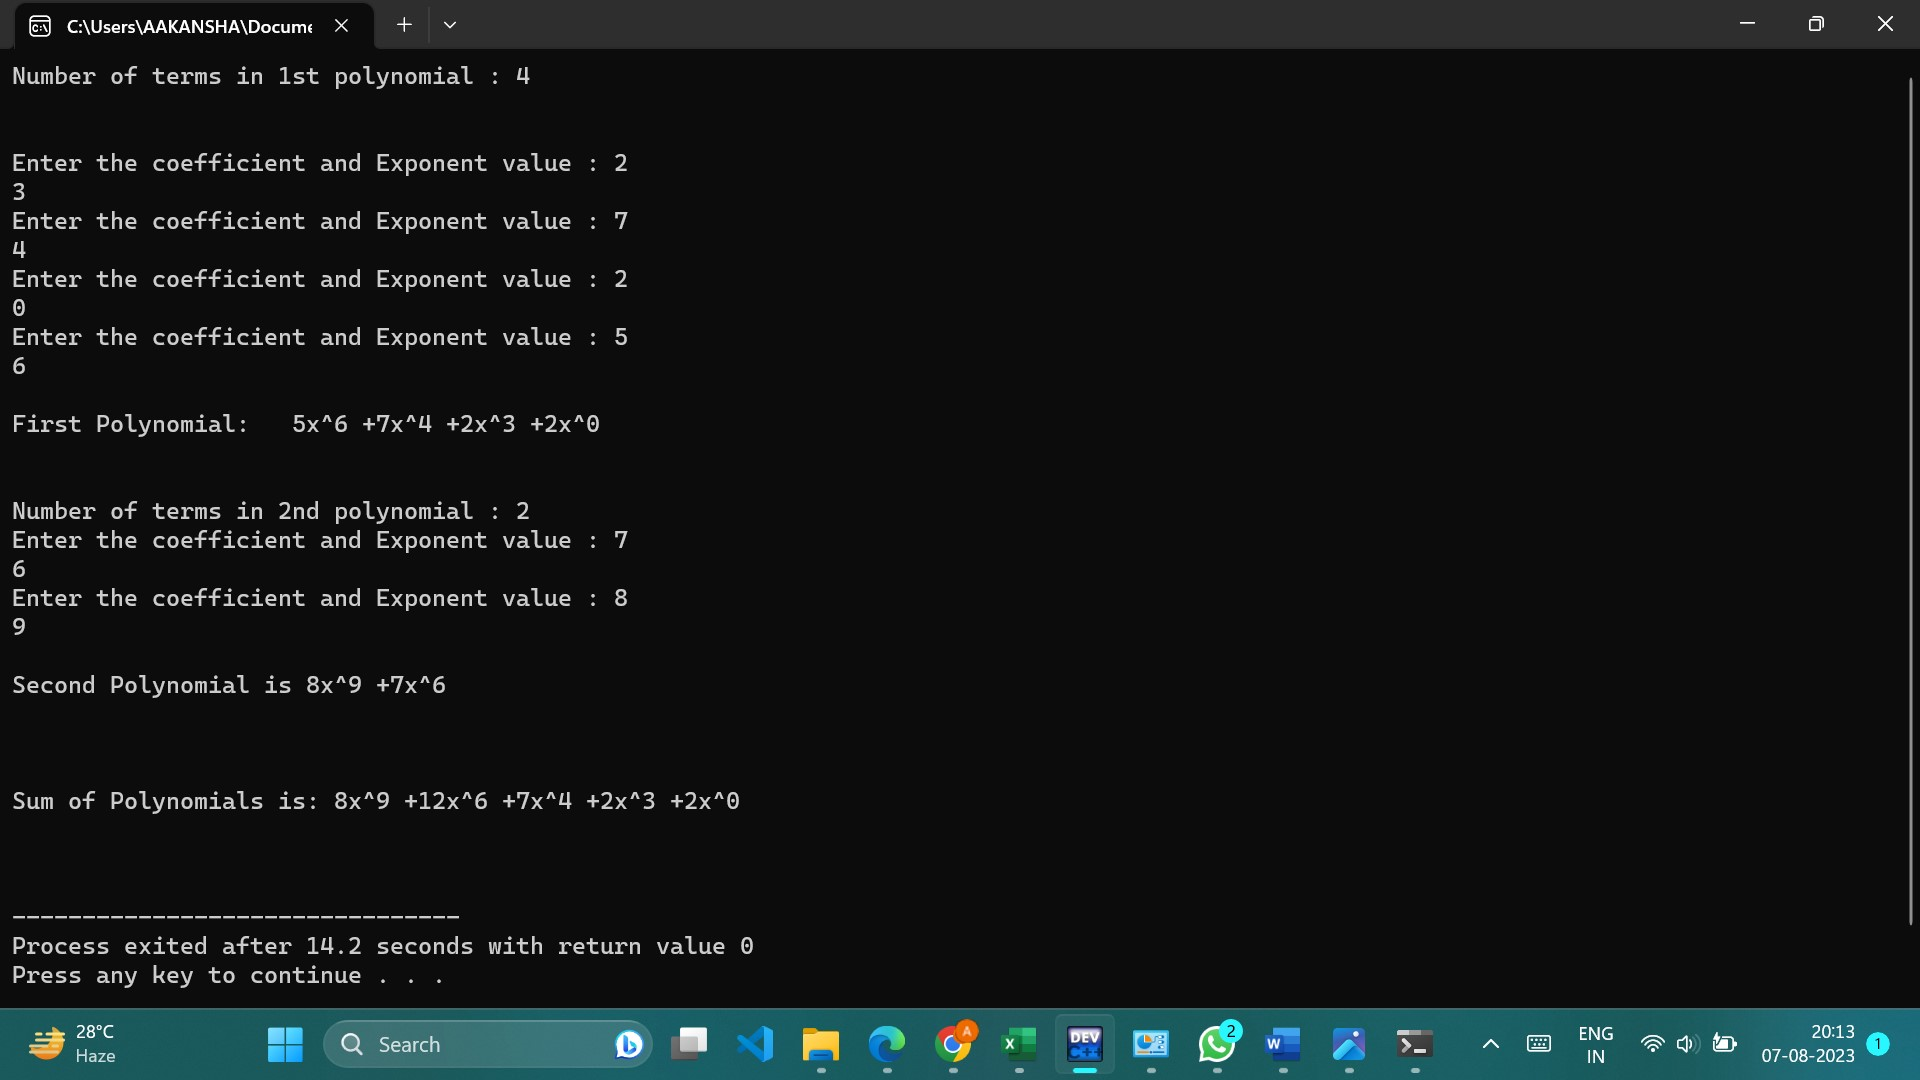 C:\Users\AAKANSHA\Docume
Number of terms in 1st polynomial : 4
Enter the coefficient and Exponent value : 2
3
Enter the coefficient and Exponent value : 7
4
Enter the coefficient and Exponent value : 2
0
Enter the coefficient and Exponent value : 5
6
First Polynomial:   5x^6 +7x^4 +2x^3 +2x^0
Number of terms in 2nd polynomial : 2
Enter the coefficient and Exponent value : 7
6
Enter the coefficient and Exponent value : 8
9
Second Polynomial is 8x^9 +7x^6
Sum of Polynomials is: 8x^9 +12x^6 +7x^4 +2x^3 +2x^0
--------------------------------
Process exited after 14.2 seconds with return value 0
Press any key to continue . . .
28°C
Haze
Search
A
X
DEV
C++
2
W
ENG
IN
20:13
07-08-2023
1